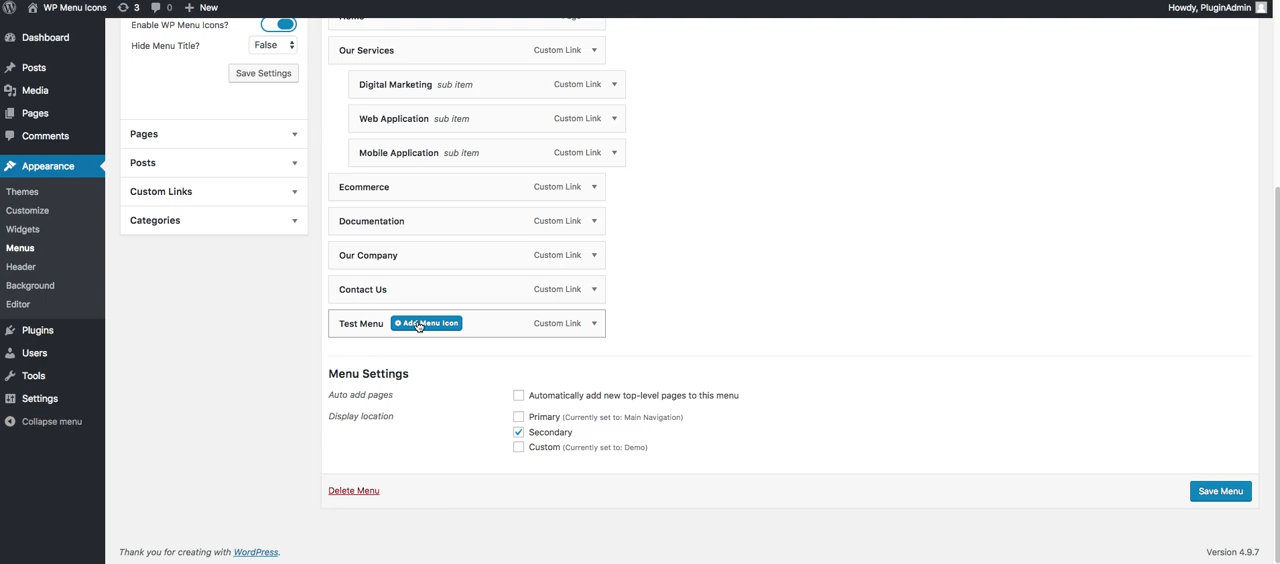 WP Menu Icons 3 0 New Howdy, PluginAdmin
Dashboard
Posts
Media
Pages
Comments
Appearance
Themes
Customize
Widgets
Menus
Header
Background
Editor
Plugins
Users
Tools
Settings
Collapse menu
Enable WP Menu Icons?
Hide Menu Title? False
Save Settings
Pages
Posts
Custom Links
Categories
Our Services Custom Link
Digital Marketing sub item Custom Link
Web Application sub item Custom Link
Mobile Application sub item Custom Link
Ecommerce Custom Link
Documentation Custom Link
Our Company Custom Link
Contact Us Custom Link
Test Menu Add Menu Icon Custom Link
Menu Settings
Auto add pages Automatically add new top-level pages to this menu
Display location Primary (Currently set to: Main Navigation)
Secondary
Custom (Currently set to: Demo)
Delete Menu Save Menu
Thank you for creating with WordPress. Version 4.9.7